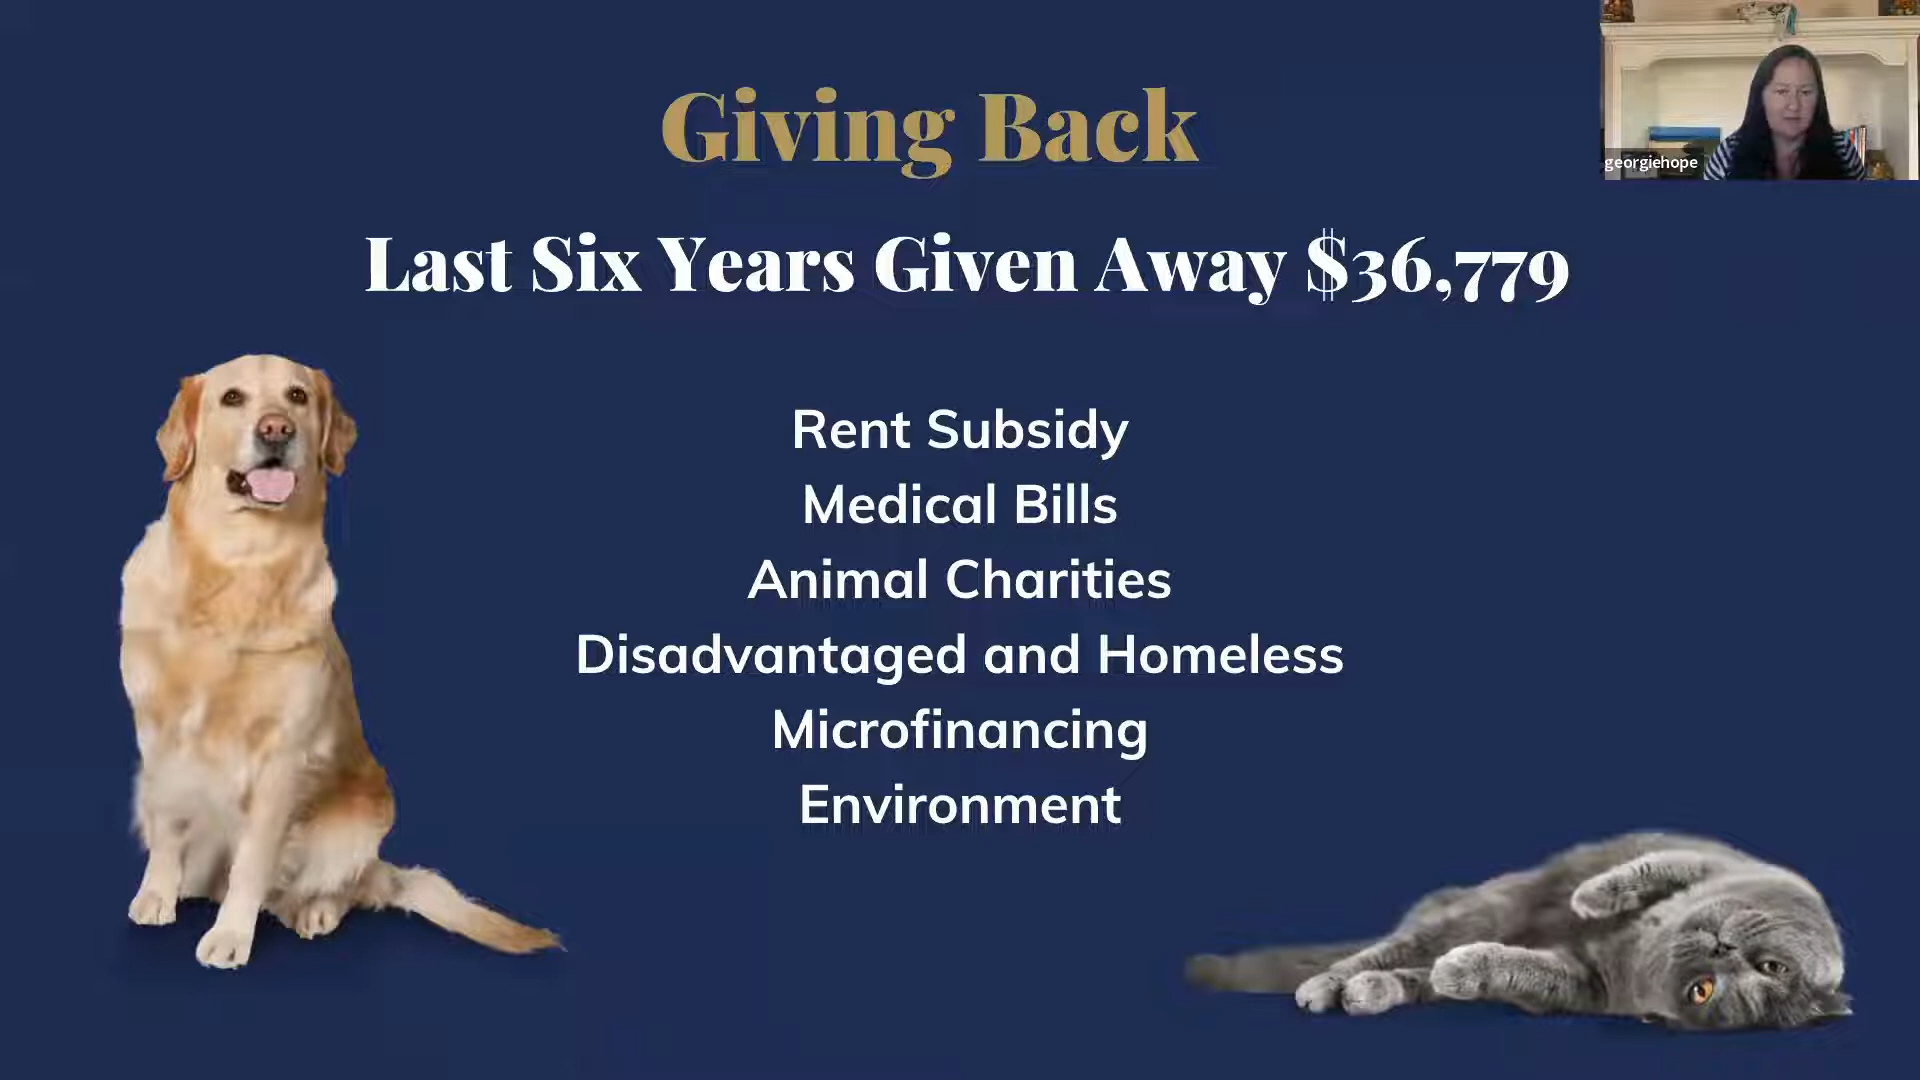 Giving Back
georgiehope
Last Six Years Given Away $36,779
Rent Subsidy
Medical Bills
Animal Charities
Disadvantaged and Homeless
Microfinancing
Environment